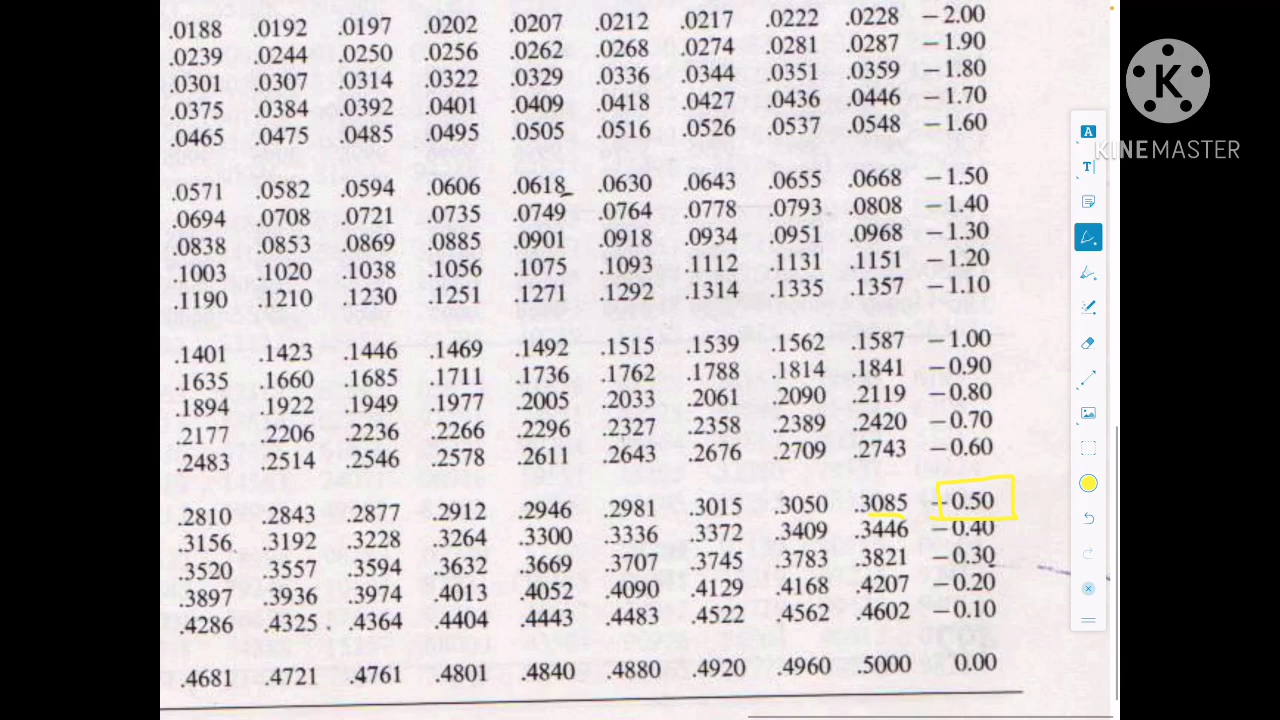 .0188 .0192 .0197 .0202 .0207 .0212 .0217 .0222 .0228 −2.00
.0239 .0244 .0250 .0256 .0262 .0268 .0274 .0281 .0287 −1.90
.0301 .0307 .0314 .0322 .0329 .0336 .0344 .0351 .0359 −1.80
.0375 .0384 .0392 .0401 .0409 .0418 .0427 .0436 .0446 −1.70
.0465 .0475 .0485 .0495 .0505 .0516 .0526 .0537 .0548 −1.60
.0571 .0582 .0594 .0606 .0618 .0630 .0643 .0655 .0668 −1.50
.0694 .0708 .0721 .0735 .0749 .0764 .0778 .0793 .0808 −1.40
.0838 .0853 .0869 .0885 .0901 .0918 .0934 .0951 .0968 −1.30
.1003 .1020 .1038 .1056 .1075 .1093 .1112 .1131 .1151 −1.20
.1190 .1210 .1230 .1251 .1271 .1292 .1314 .1335 .1357 −1.10
.1401 .1423 .1446 .1469 .1492 .1515 .1539 .1562 .1587 −1.00
.1635 .1660 .1685 .1711 .1736 .1762 .1788 .1814 .1841 −0.90
.1894 .1922 .1949 .1977 .2005 .2033 .2061 .2090 .2119 −0.80
.2177 .2206 .2236 .2266 .2296 .2327 .2358 .2389 .2420 −0.70
.2483 .2514 .2546 .2578 .2611 .2643 .2676 .2709 .2743 −0.60
.2810 .2843 .2877 .2912 .2946 .2981 .3015 .3050 .3085 −0.50
.3156 .3192 .3228 .3264 .3300 .3336 .3372 .3409 .3446 −0.40
.3520 .3557 .3594 .3632 .3669 .3707 .3745 .3783 .3821 −0.30
.3897 .3936 .3974 .4013 .4052 .4090 .4129 .4168 .4207 −0.20
.4286 .4325 .4364 .4404 .4443 .4483 .4522 .4562 .4602 −0.10
.4681 .4721 .4761 .4801 .4840 .4880 .4920 .4960 .5000 0.00
K
KINEMASTER
A
T